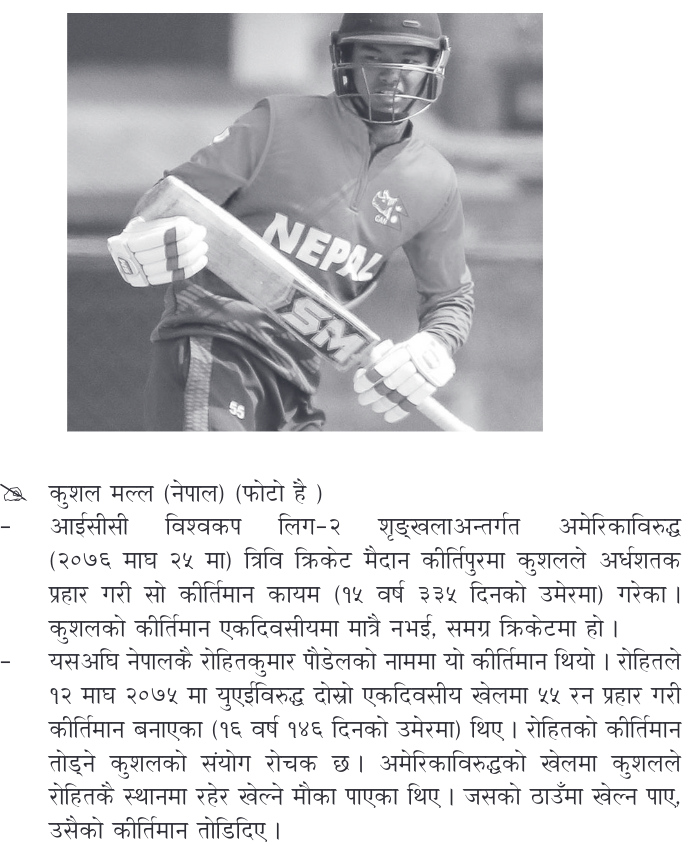 CAN
NEPAL
SM
55
कुशल मल्ल (नेपाल) (फोटो है )
- आईसीसी विश्वकप लिग-२ शृङ्खलाअन्तर्गत अमेरिकाविरुद्ध
(२०७६ माघ २५ मा) त्रिवि क्रिकेट मैदान कीर्तिपुरमा कुशलले अर्धशतक
प्रहार गरी सो कीर्तिमान कायम (१५ वर्ष ३३५ दिनको उमेरमा) गरेका ।
कुशलको कीर्तिमान एकदिवसीयमा मात्रै नभई, समग्र क्रिकेटमा हो ।
- यसअघि नेपालकै रोहितकुमार पौडेलको नाममा यो कीर्तिमान थियो । रोहितले
१२ माघ २०७५ मा युएईविरुद्ध दोस्रो एकदिवसीय खेलमा ५५ रन प्रहार गरी
कीर्तिमान बनाएका (१६ वर्ष १४६ दिनको उमेरमा) थिए । रोहितको कीर्तिमान
तोड्ने कुशलको संयोग रोचक छ । अमेरिकाविरुद्धको खेलमा कुशलले
रोहितकै स्थानमा रहेर खेल्ने मौका पाएका थिए । जसको ठाउँमा खेल्न पाए,
उसैको कीर्तिमान तोडिदिए ।